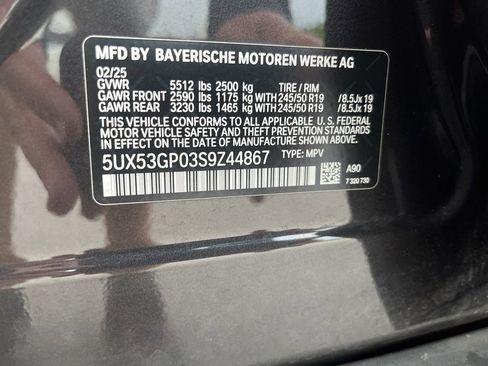 MFD BY BAYERISCHE MOTOREN WERKE AG
02/25
GVWR 5512 lbs 2500 kg TIRE / RIM
GAWR FRONT 2590 lbs 1175 kg WITH 245/50 R19 / 8.5Jx 19
GAWR REAR 3230 lbs 1465 kg WITH 245/50 R19 / 8.5Jx 19
THIS VEHICLE CONFORMS TO ALL APPLICABLE U.S. FEDERAL
MOTOR VEHICLE SAFETY, BUMPER, AND THEFT PREVENTION
STANDARDS IN EFFECT ON THE DATE OF MANUFACTURE SHOWN ABOVE.
5UX53GP03S9Z44867 TYPE: MPV
A90
7 320 730